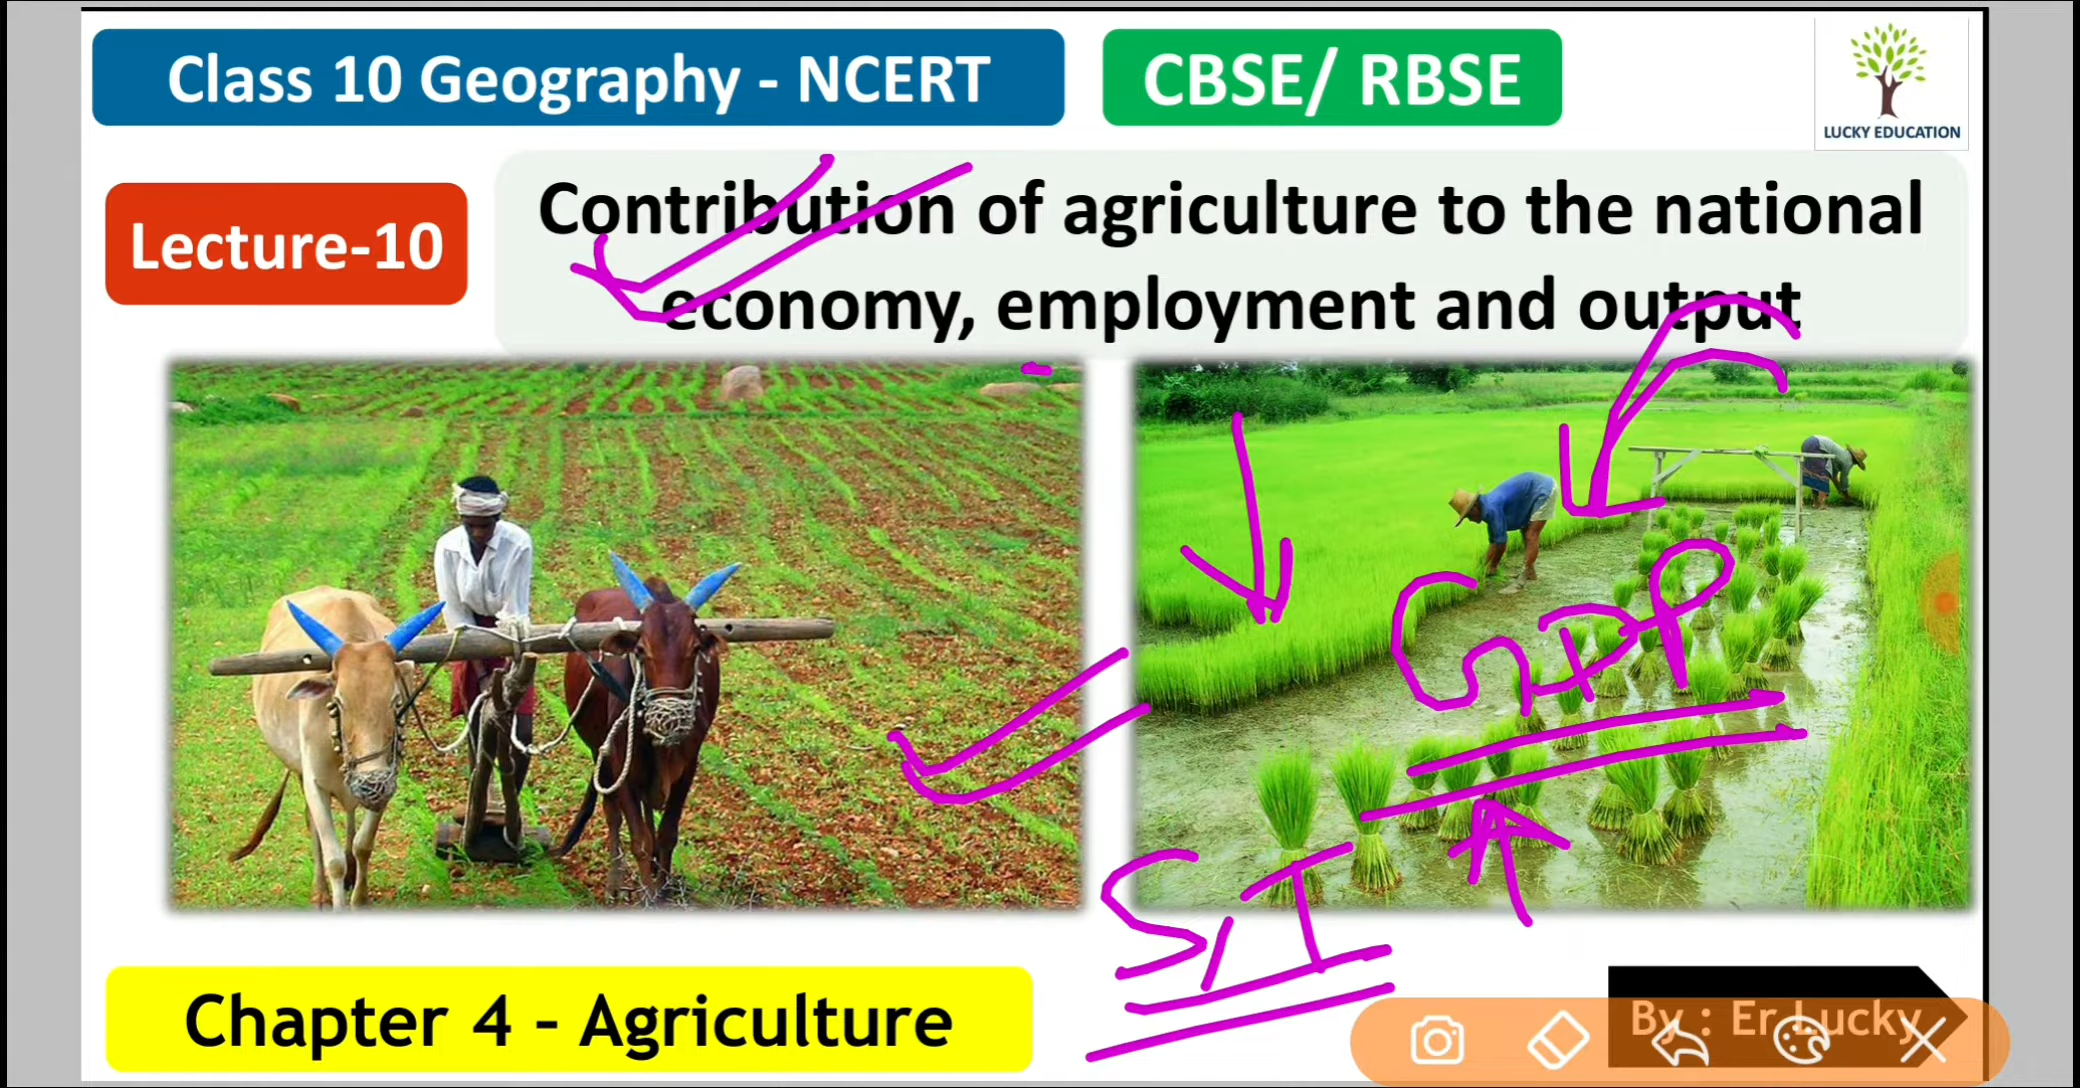 Class 10 Geography - NCERT
CBSE/ RBSE
LUCKY EDUCATION
Lecture-10
Contribution of agriculture to the national
economy, employment and output
GDP
S, I
Chapter 4 - Agriculture
By : Er Lucky